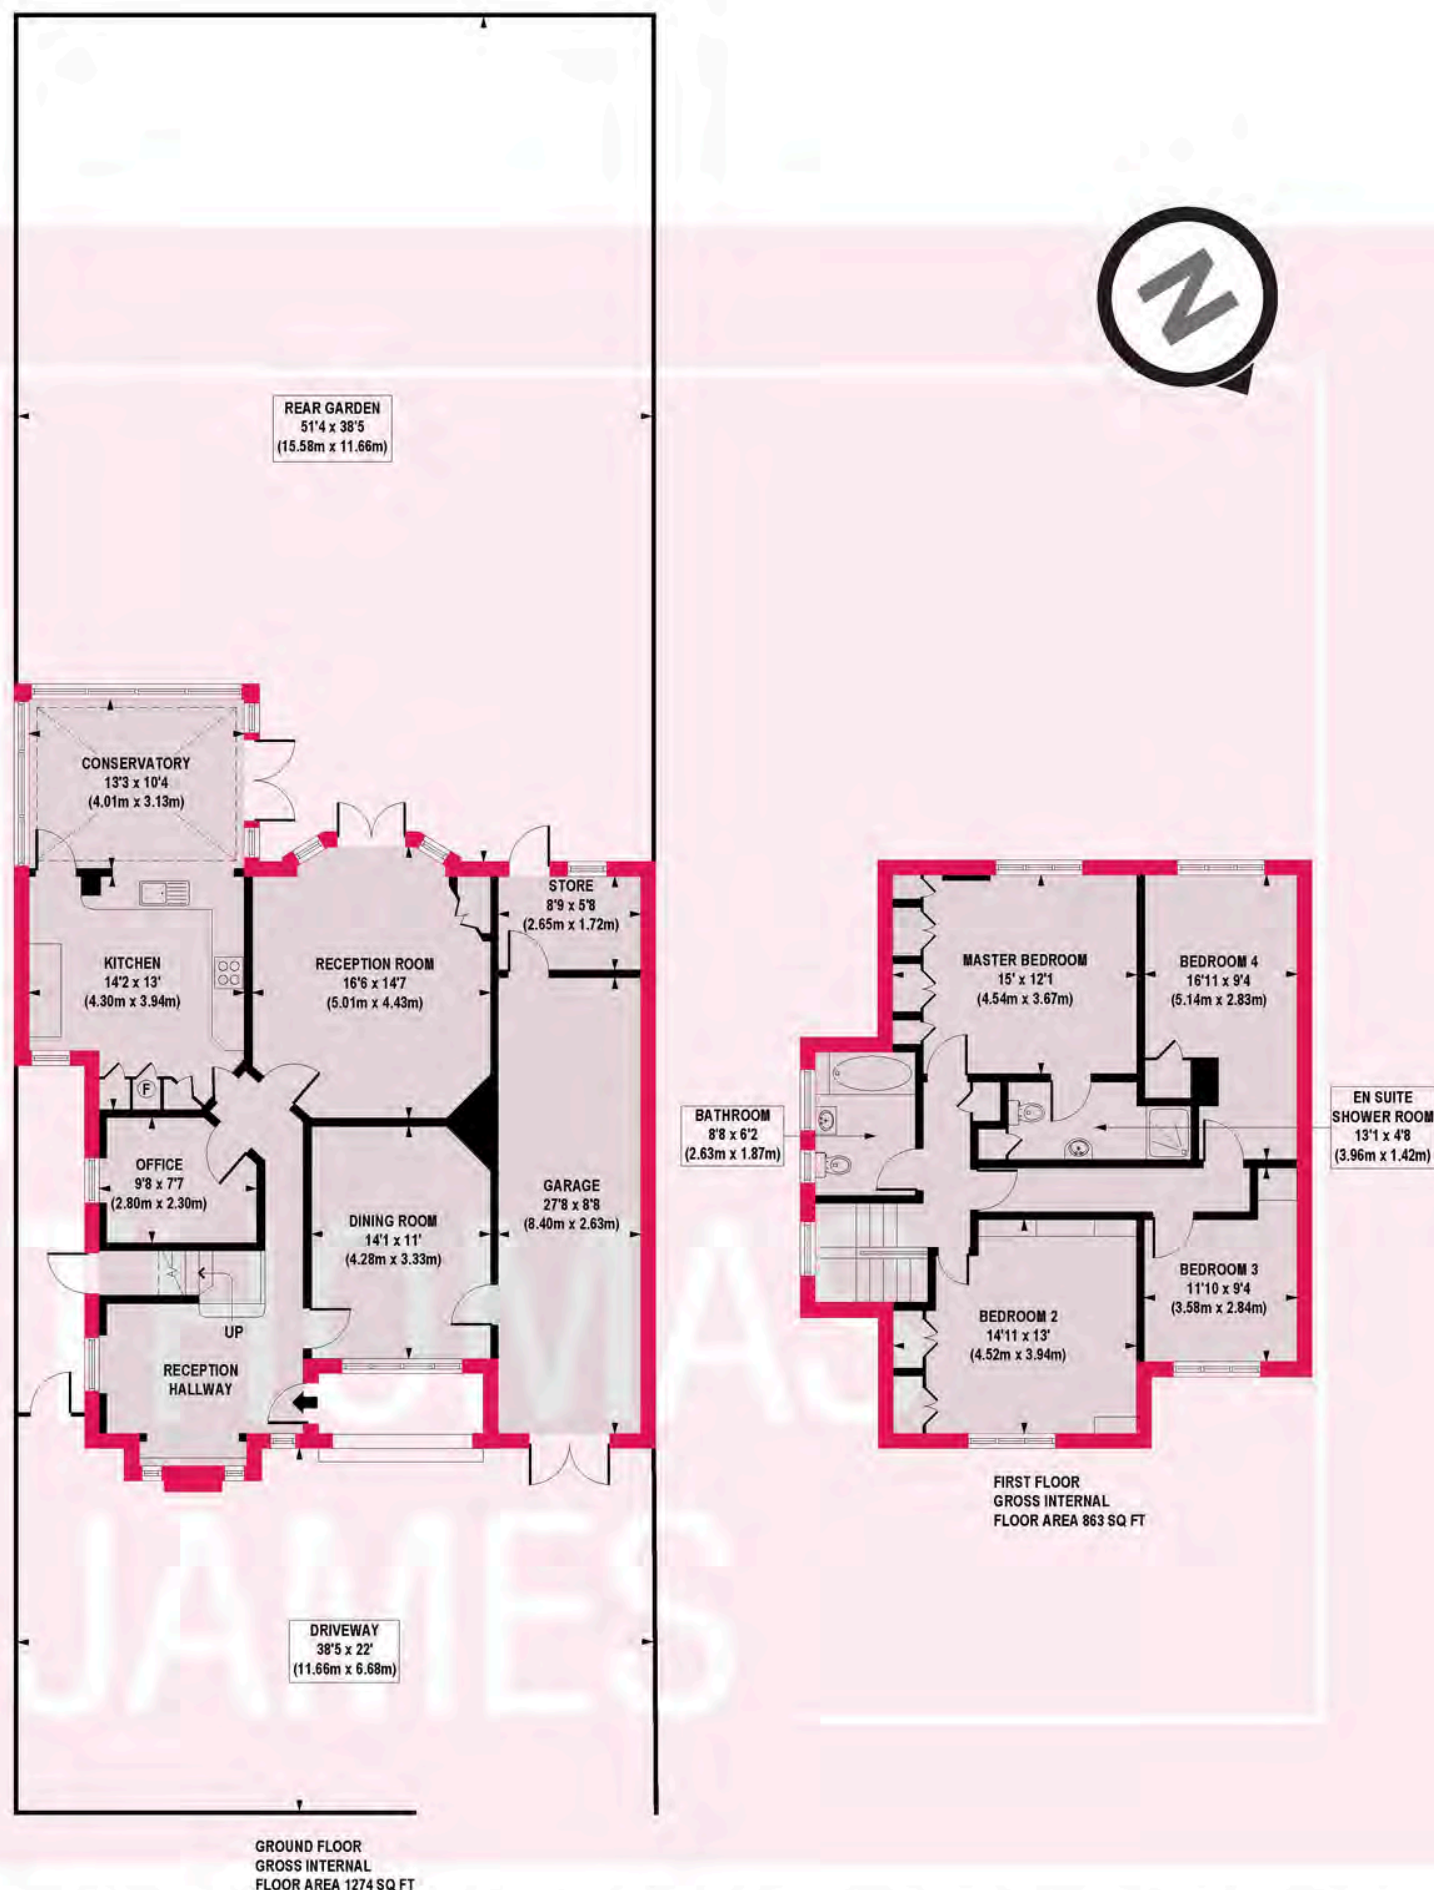 N
REAR GARDEN
51'4 x 38'5
(15.58m x 11.66m)
CONSERVATORY
13'3 x 10'4
(4.01m x 3.13m)
STORE
8'9 x 5'8
(2.65m x 1.72m)
KITCHEN
14'2 x 13'
(4.30m x 3.94m)
RECEPTION ROOM
16'6 x 14'7
(5.01m x 4.43m)
F
OFFICE
9'8 x 7'7
(2.80m x 2.30m)
GARAGE
27'8 x 8'8
(8.40m x 2.63m)
DINING ROOM
14'1 x 11'
(4.28m x 3.33m)
UP
RECEPTION
HALLWAY
DRIVEWAY
38'5 x 22'
(11.66m x 6.68m)
GROUND FLOOR
GROSS INTERNAL
FLOOR AREA 1274 SQ FT
MASTER BEDROOM
15' x 12'1
(4.54m x 3.67m)
BEDROOM 4
16'11 x 9'4
(5.14m x 2.83m)
BATHROOM
8'8 x 6'2
(2.63m x 1.87m)
EN SUITE
SHOWER ROOM
13'1 x 4'8
(3.96m x 1.42m)
BEDROOM 3
11'10 x 9'4
(3.58m x 2.84m)
BEDROOM 2
14'11 x 13'
(4.52m x 3.94m)
FIRST FLOOR
GROSS INTERNAL
FLOOR AREA 863 SQ FT
THOMAS
JAMES